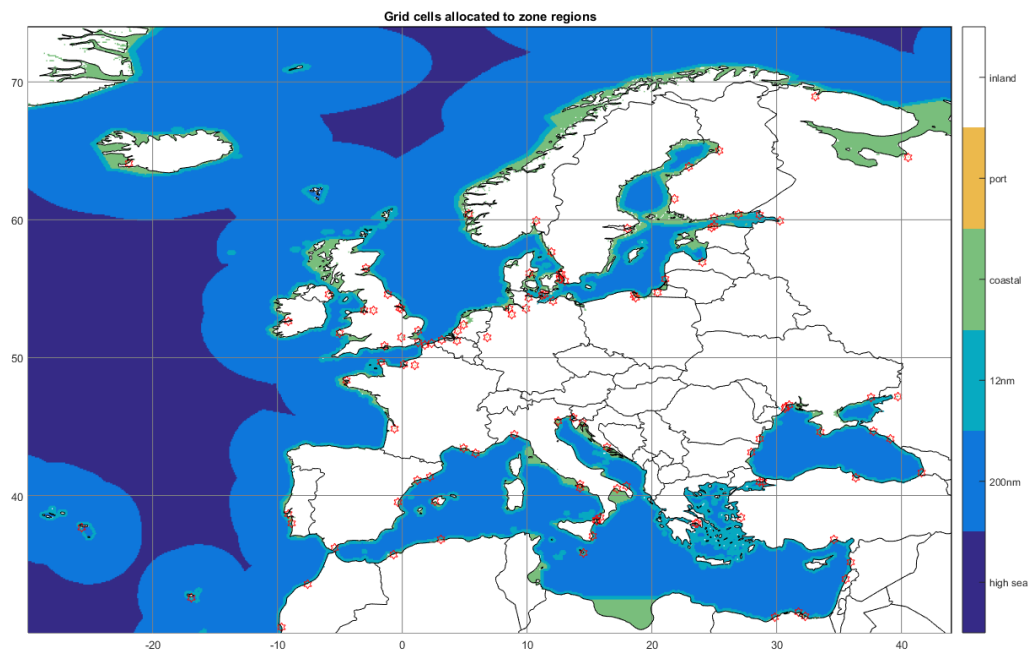 Grid cells allocated to zone regions
70
60
50
40
-20
-10
0
10
20
30
40
inland
port
coastal
12nm
200nm
high sea